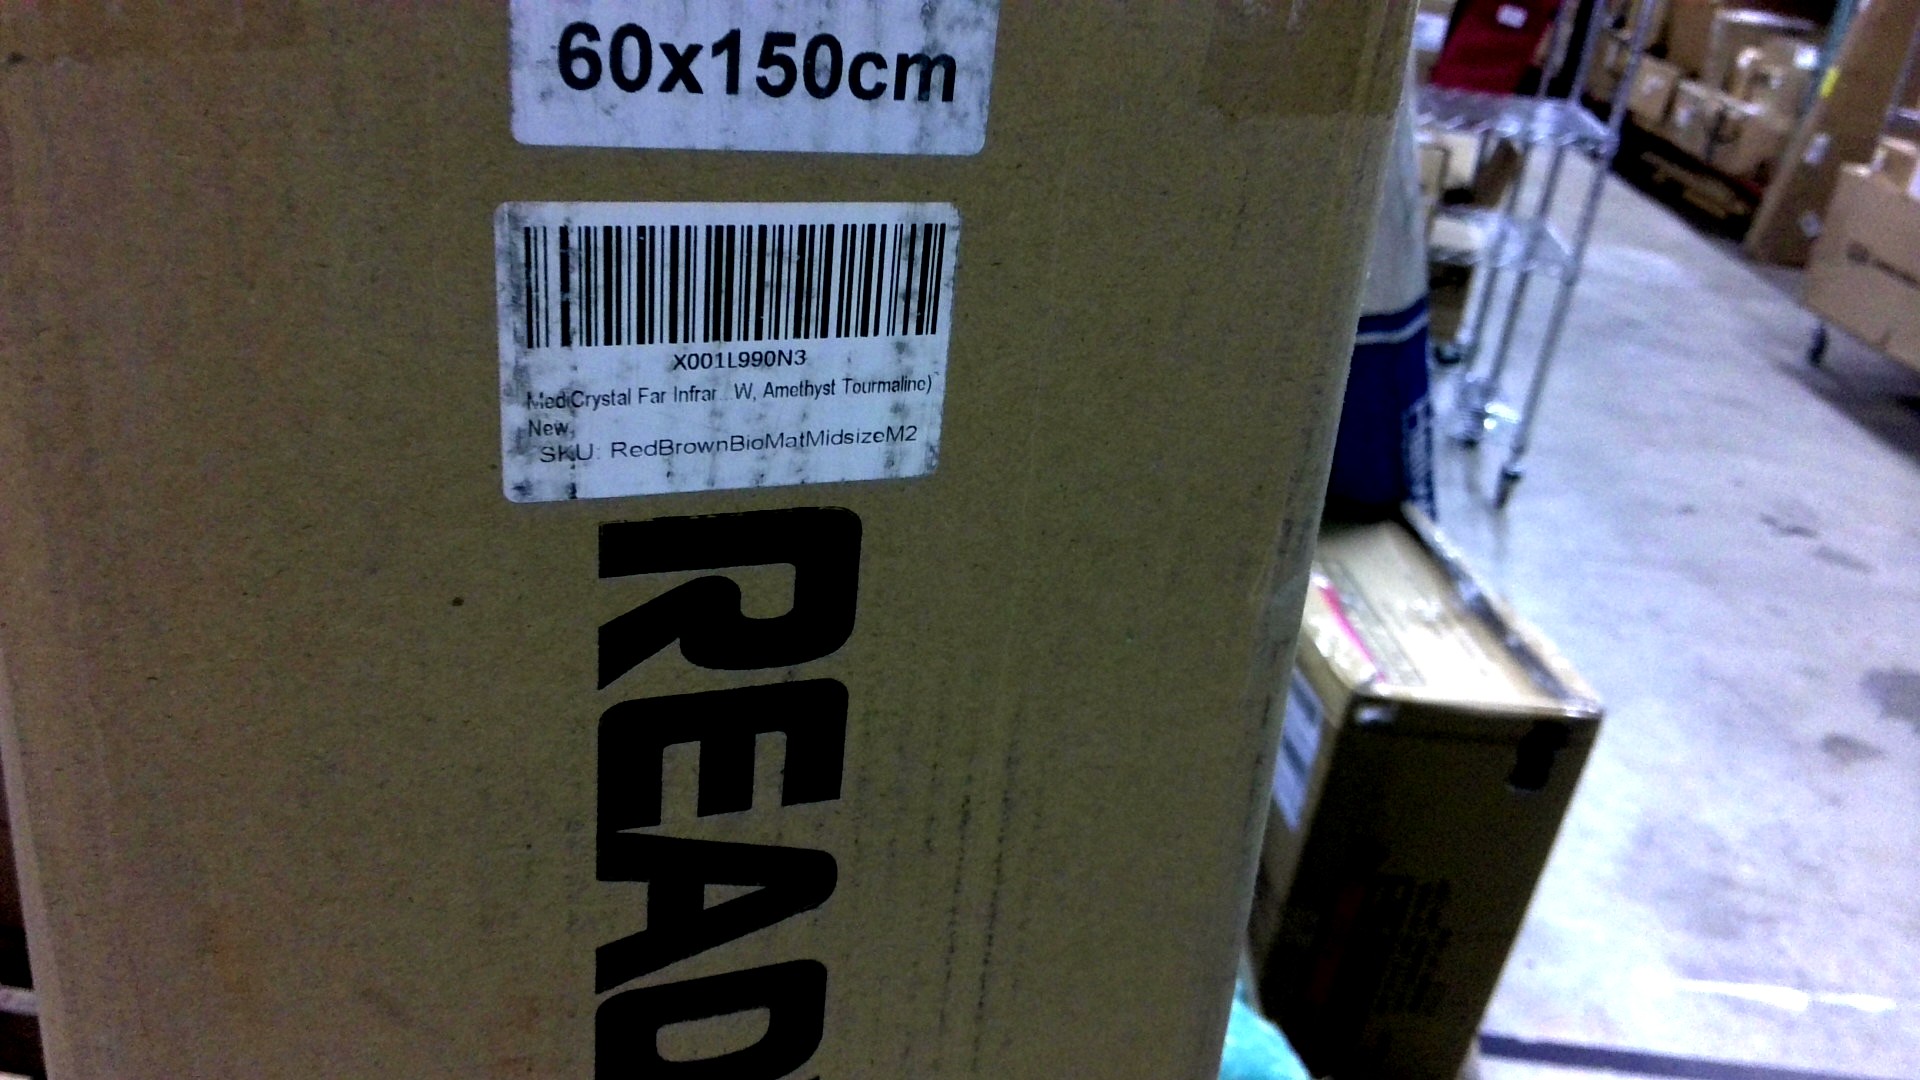 60x150cm
X001L990N3
MediCrystal Far Infrar...W, Amethyst Tourmaline)
New
SKU: RedBrownBioMatMidsizeM2
READ